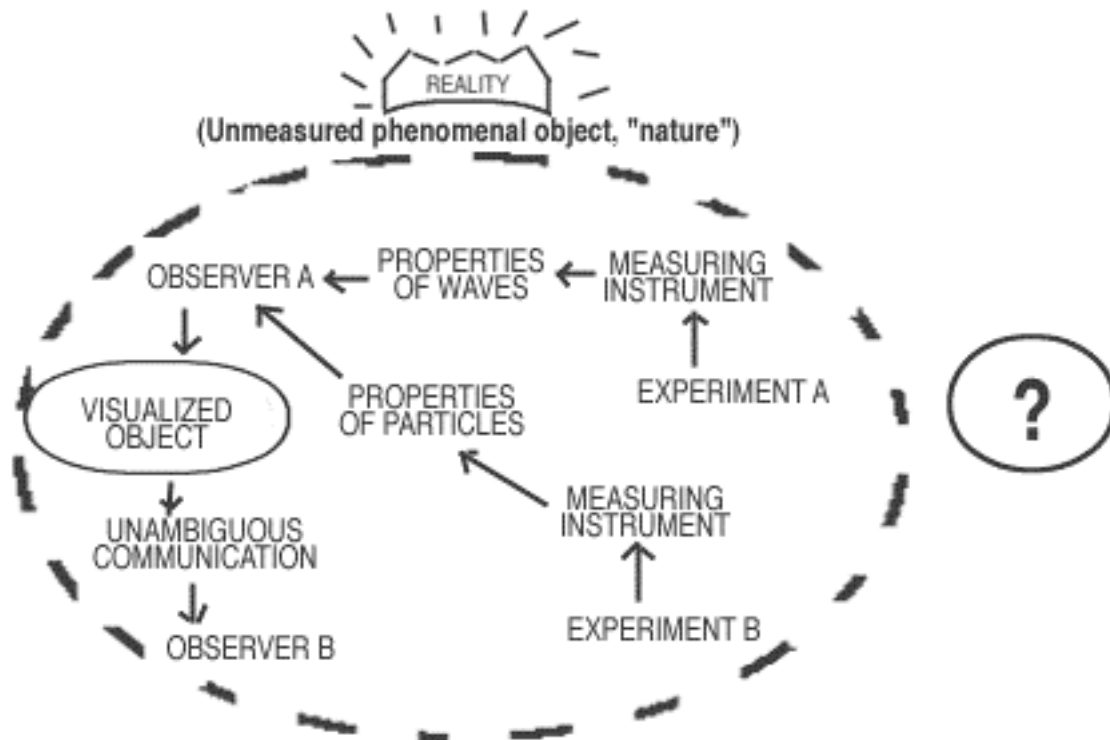 REALITY
(Unmeasured phenomenal object, "nature")
OBSERVER A
PROPERTIES
OF WAVES
MEASURING
INSTRUMENT
EXPERIMENT A
VISUALIZED
OBJECT
PROPERTIES
OF PARTICLES
?
MEASURING
INSTRUMENT
UNAMBIGUOUS
COMMUNICATION
EXPERIMENT B
OBSERVER B